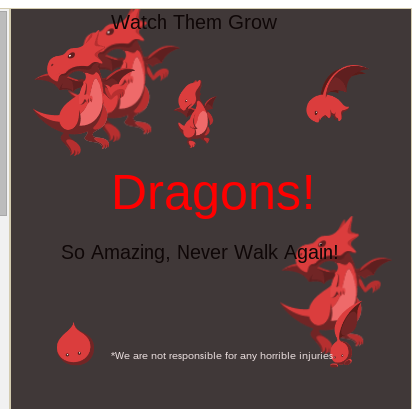 Watch Them Grow
Dragons!
So Amazing, Never Walk Again!
*We are not responsible for any horrible injuries